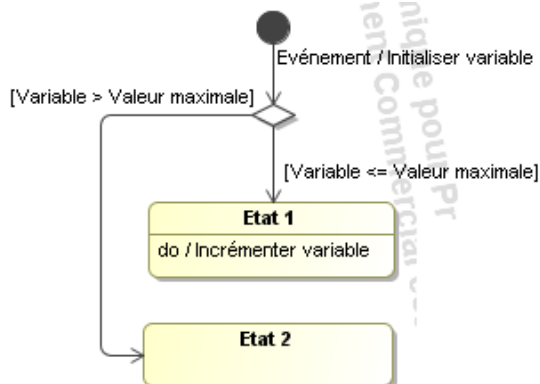 Evénement / Initialiser variable
[Variable > Valeur maximale]
[Variable <= Valeur maximale]
Etat 1
do / Incrémenter variable
Etat 2